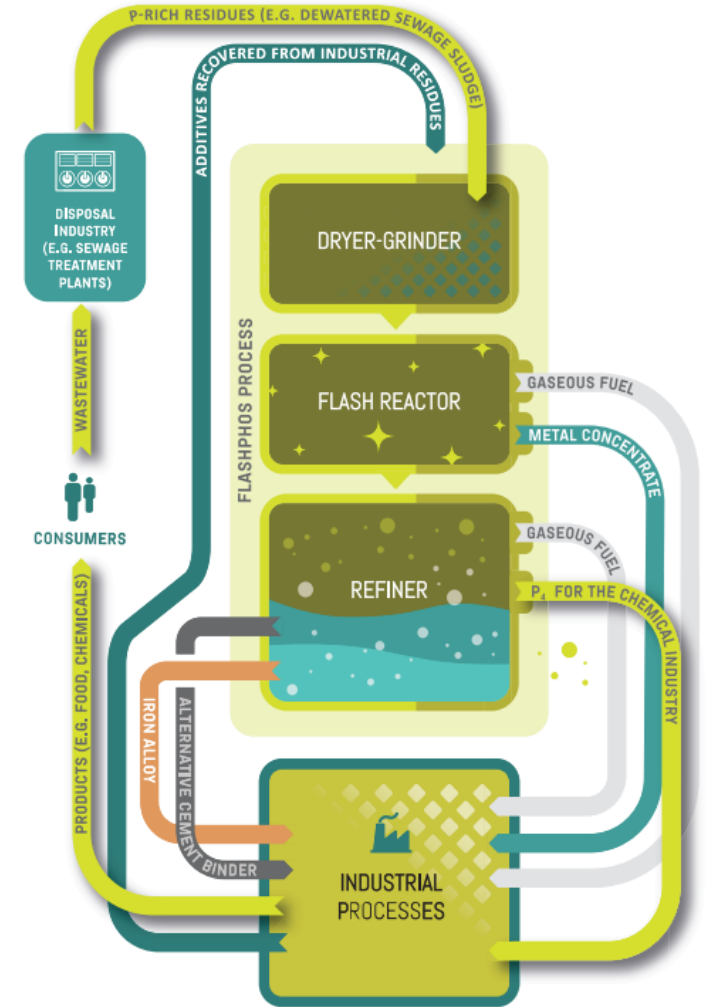 P-RICH RESIDUES (E.G. DEWATERED SEWAGE SLUDGE)
ADDITIVES RECOVERED FROM INDUSTRIAL RESIDUES
DISPOSAL
INDUSTRY
(E.G. SEWAGE
TREATMENT
PLANTS)
WASTEWATER
CONSUMERS
PRODUCTS (E.G. FOOD, CHEMICALS)
FLASHPHOS PROCESS
DRYER-GRINDER
FLASH REACTOR
GASEOUS FUEL
METAL CONCENTRATE
REFINER
GASEOUS FUEL
P₄ FOR THE CHEMICAL INDUSTRY
IRON ALLOY
ALTERNATIVE CEMENT BINDER
INDUSTRIAL
PROCESSES